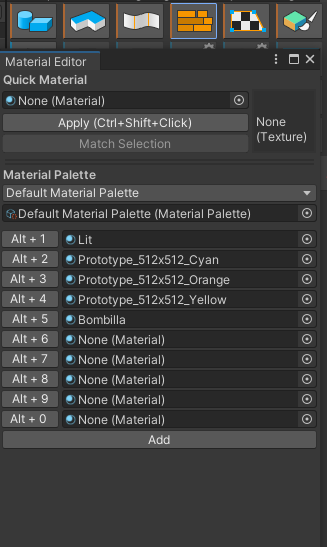 Material Editor
Quick Material
None (Material)
Apply (Ctrl+Shift+Click)
Match Selection
None
(Texture)
Material Palette
Default Material Palette
Default Material Palette (Material Palette)
Alt + 1 Lit
Alt + 2 Prototype_512x512_Cyan
Alt + 3 Prototype_512x512_Orange
Alt + 4 Prototype_512x512_Yellow
Alt + 5 Bombilla
Alt + 6 None (Material)
Alt + 7 None (Material)
Alt + 8 None (Material)
Alt + 9 None (Material)
Alt + 0 None (Material)
Add